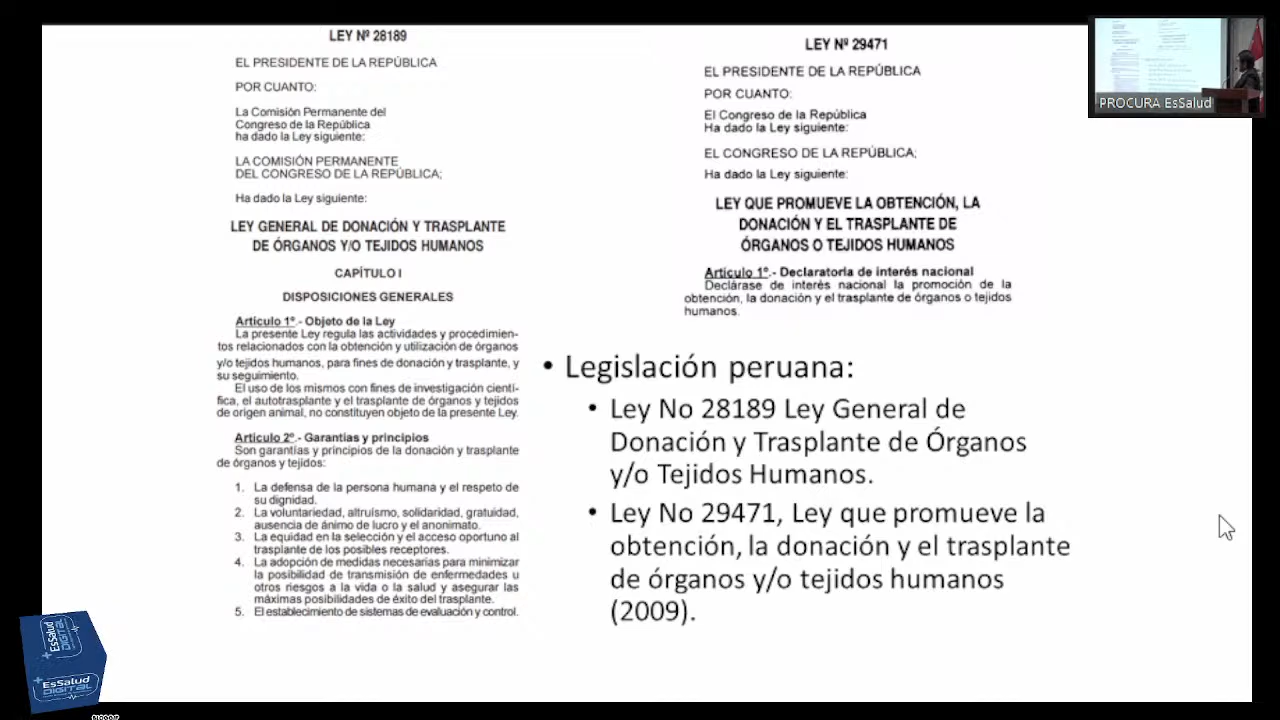 LEY Nº 28189
EL PRESIDENTE DE LA REPÚBLICA
POR CUANTO:
La Comisión Permanente del
Congreso de la República
ha dado la Ley siguiente:
LA COMISIÓN PERMANENTE
DEL CONGRESO DE LA REPÚBLICA;
Ha dado la Ley siguiente:
LEY GENERAL DE DONACIÓN Y TRASPLANTE
DE ÓRGANOS Y/O TEJIDOS HUMANOS
CAPÍTULO I
DISPOSICIONES GENERALES
Artículo 1º.- Objeto de la Ley
La presente Ley regula las actividades y procedimien-
tos relacionados con la obtención y utilización de órganos
y/o tejidos humanos, para fines de donación y trasplante, y
su seguimiento.
El uso de los mismos con fines de investigación cientí-
fica, el autotrasplante y el trasplante de órganos y tejidos
de origen animal, no constituyen objeto de la presente Ley.
Artículo 2º.- Garantías y principios
Son garantías y principios de la donación y trasplante
de órganos y tejidos:
1. La defensa de la persona humana y el respeto de
su dignidad.
2. La voluntariedad, altruísmo, solidaridad, gratuidad,
ausencia de ánimo de lucro y el anonimato.
3. La equidad en la selección y el acceso oportuno al
trasplante de los posibles receptores.
4. La adopción de medidas necesarias para minimizar
la posibilidad de transmisión de enfermedades u
otros riesgos a la vida o la salud y asegurar las
máximas posibilidades de éxito del trasplante.
5. El establecimiento de sistemas de evaluación y control.
LEY Nº 29471
EL PRESIDENTE DE LA REPÚBLICA
POR CUANTO:
El Congreso de la República
Ha dado la Ley siguiente:
EL CONGRESO DE LA REPÚBLICA;
Ha dado la Ley siguiente:
LEY QUE PROMUEVE LA OBTENCIÓN, LA
DONACIÓN Y EL TRASPLANTE DE
ÓRGANOS O TEJIDOS HUMANOS
Artículo 1º.- Declaratoria de interés nacional
Declárase de interés nacional la promoción de la
obtención, la donación y el trasplante de órganos o tejidos
humanos.
• Legislación peruana:
• Ley No 28189 Ley General de
Donación y Trasplante de Órganos
y/o Tejidos Humanos.
• Ley No 29471, Ley que promueve la
obtención, la donación y el trasplante
de órganos y/o tejidos humanos
(2009).
PROCURA EsSalud
EsSalud
DIGITAL
EsSalud
DIGITAL